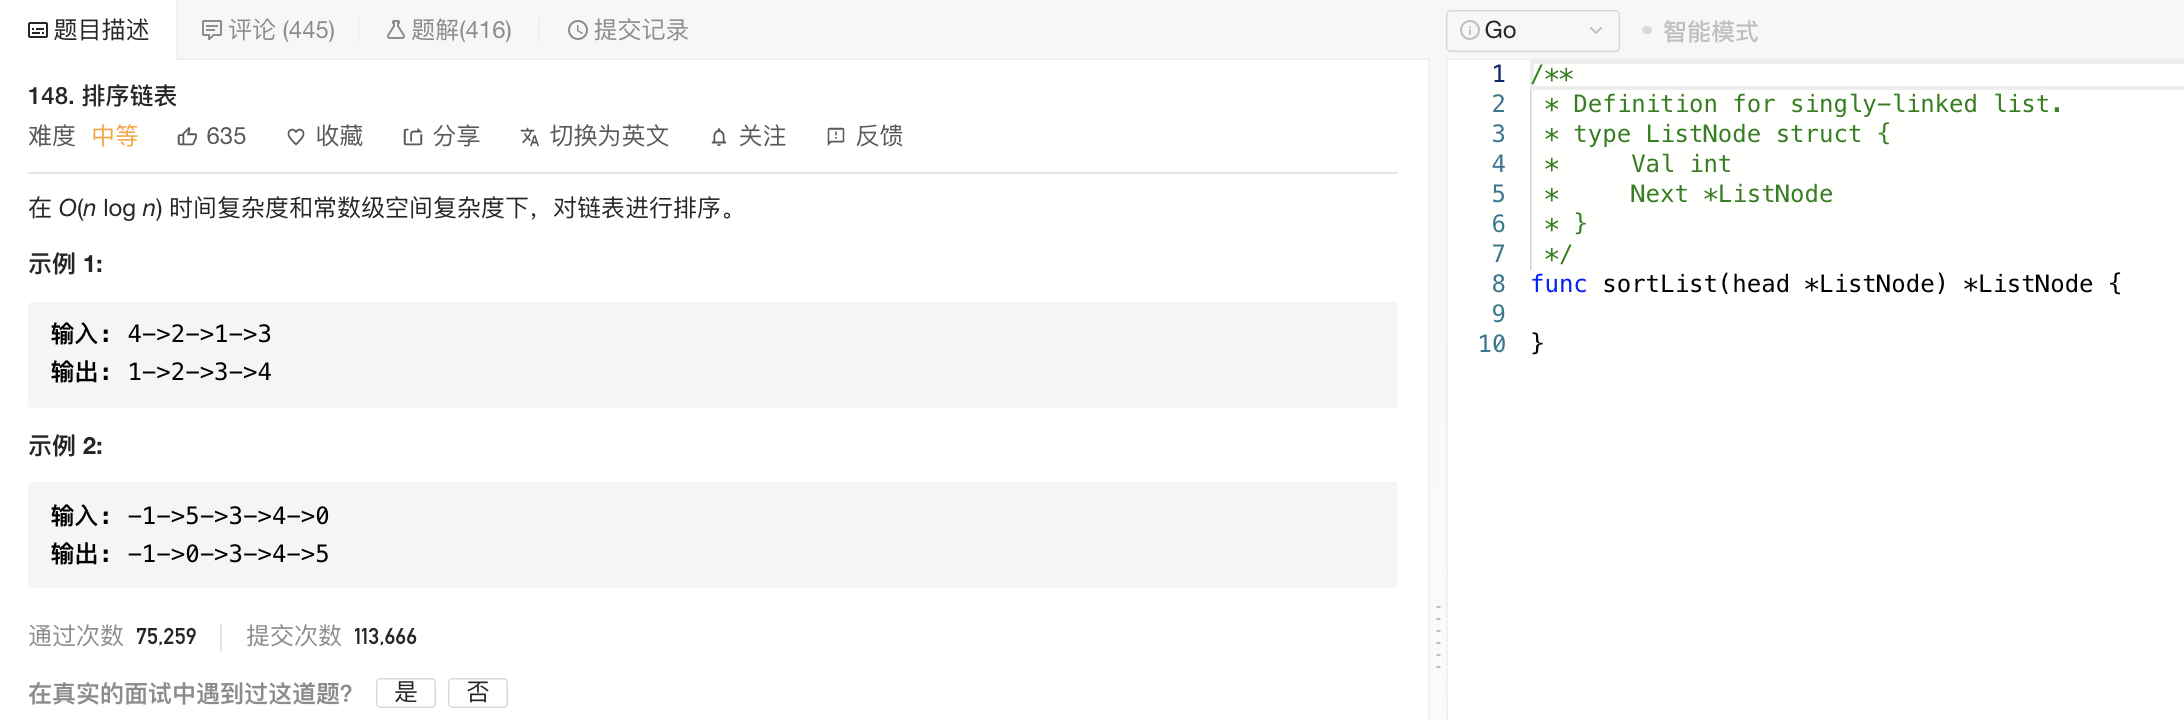 题目描述
评论 (445)
题解(416)
提交记录
148. 排序链表
难度 中等 635 收藏 分享 切换为英文 关注 反馈
在 O(n log n) 时间复杂度和常数级空间复杂度下，对链表进行排序。
示例 1:
输入: 4->2->1->3
输出: 1->2->3->4
示例 2:
输入: -1->5->3->4->0
输出: -1->0->3->4->5
通过次数 75,259 提交次数 113,666
在真实的面试中遇到过这道题? 是 否
Go 智能模式
1 /**
2  * Definition for singly-linked list.
3  * type ListNode struct {
4  *     Val int
5  *     Next *ListNode
6  * }
7  */
8 func sortList(head *ListNode) *ListNode {
9
10 }